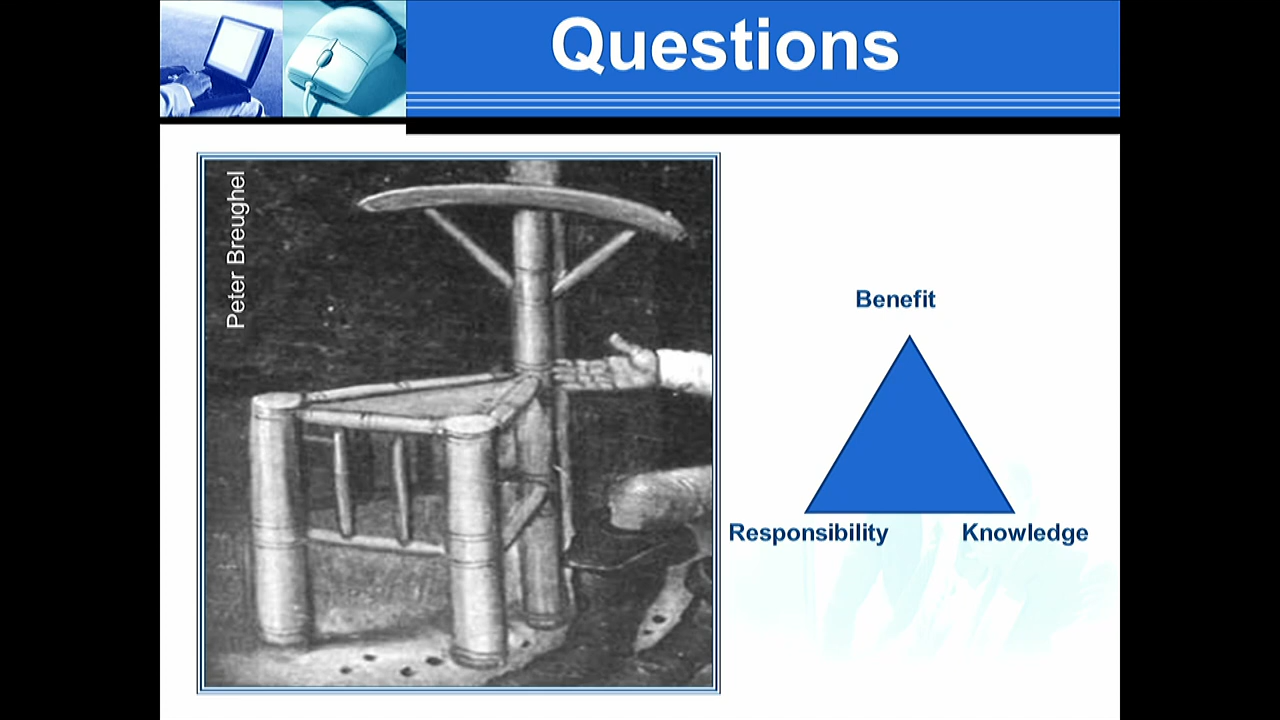 Questions
Peter Breughel
Benefit
Responsibility
Knowledge